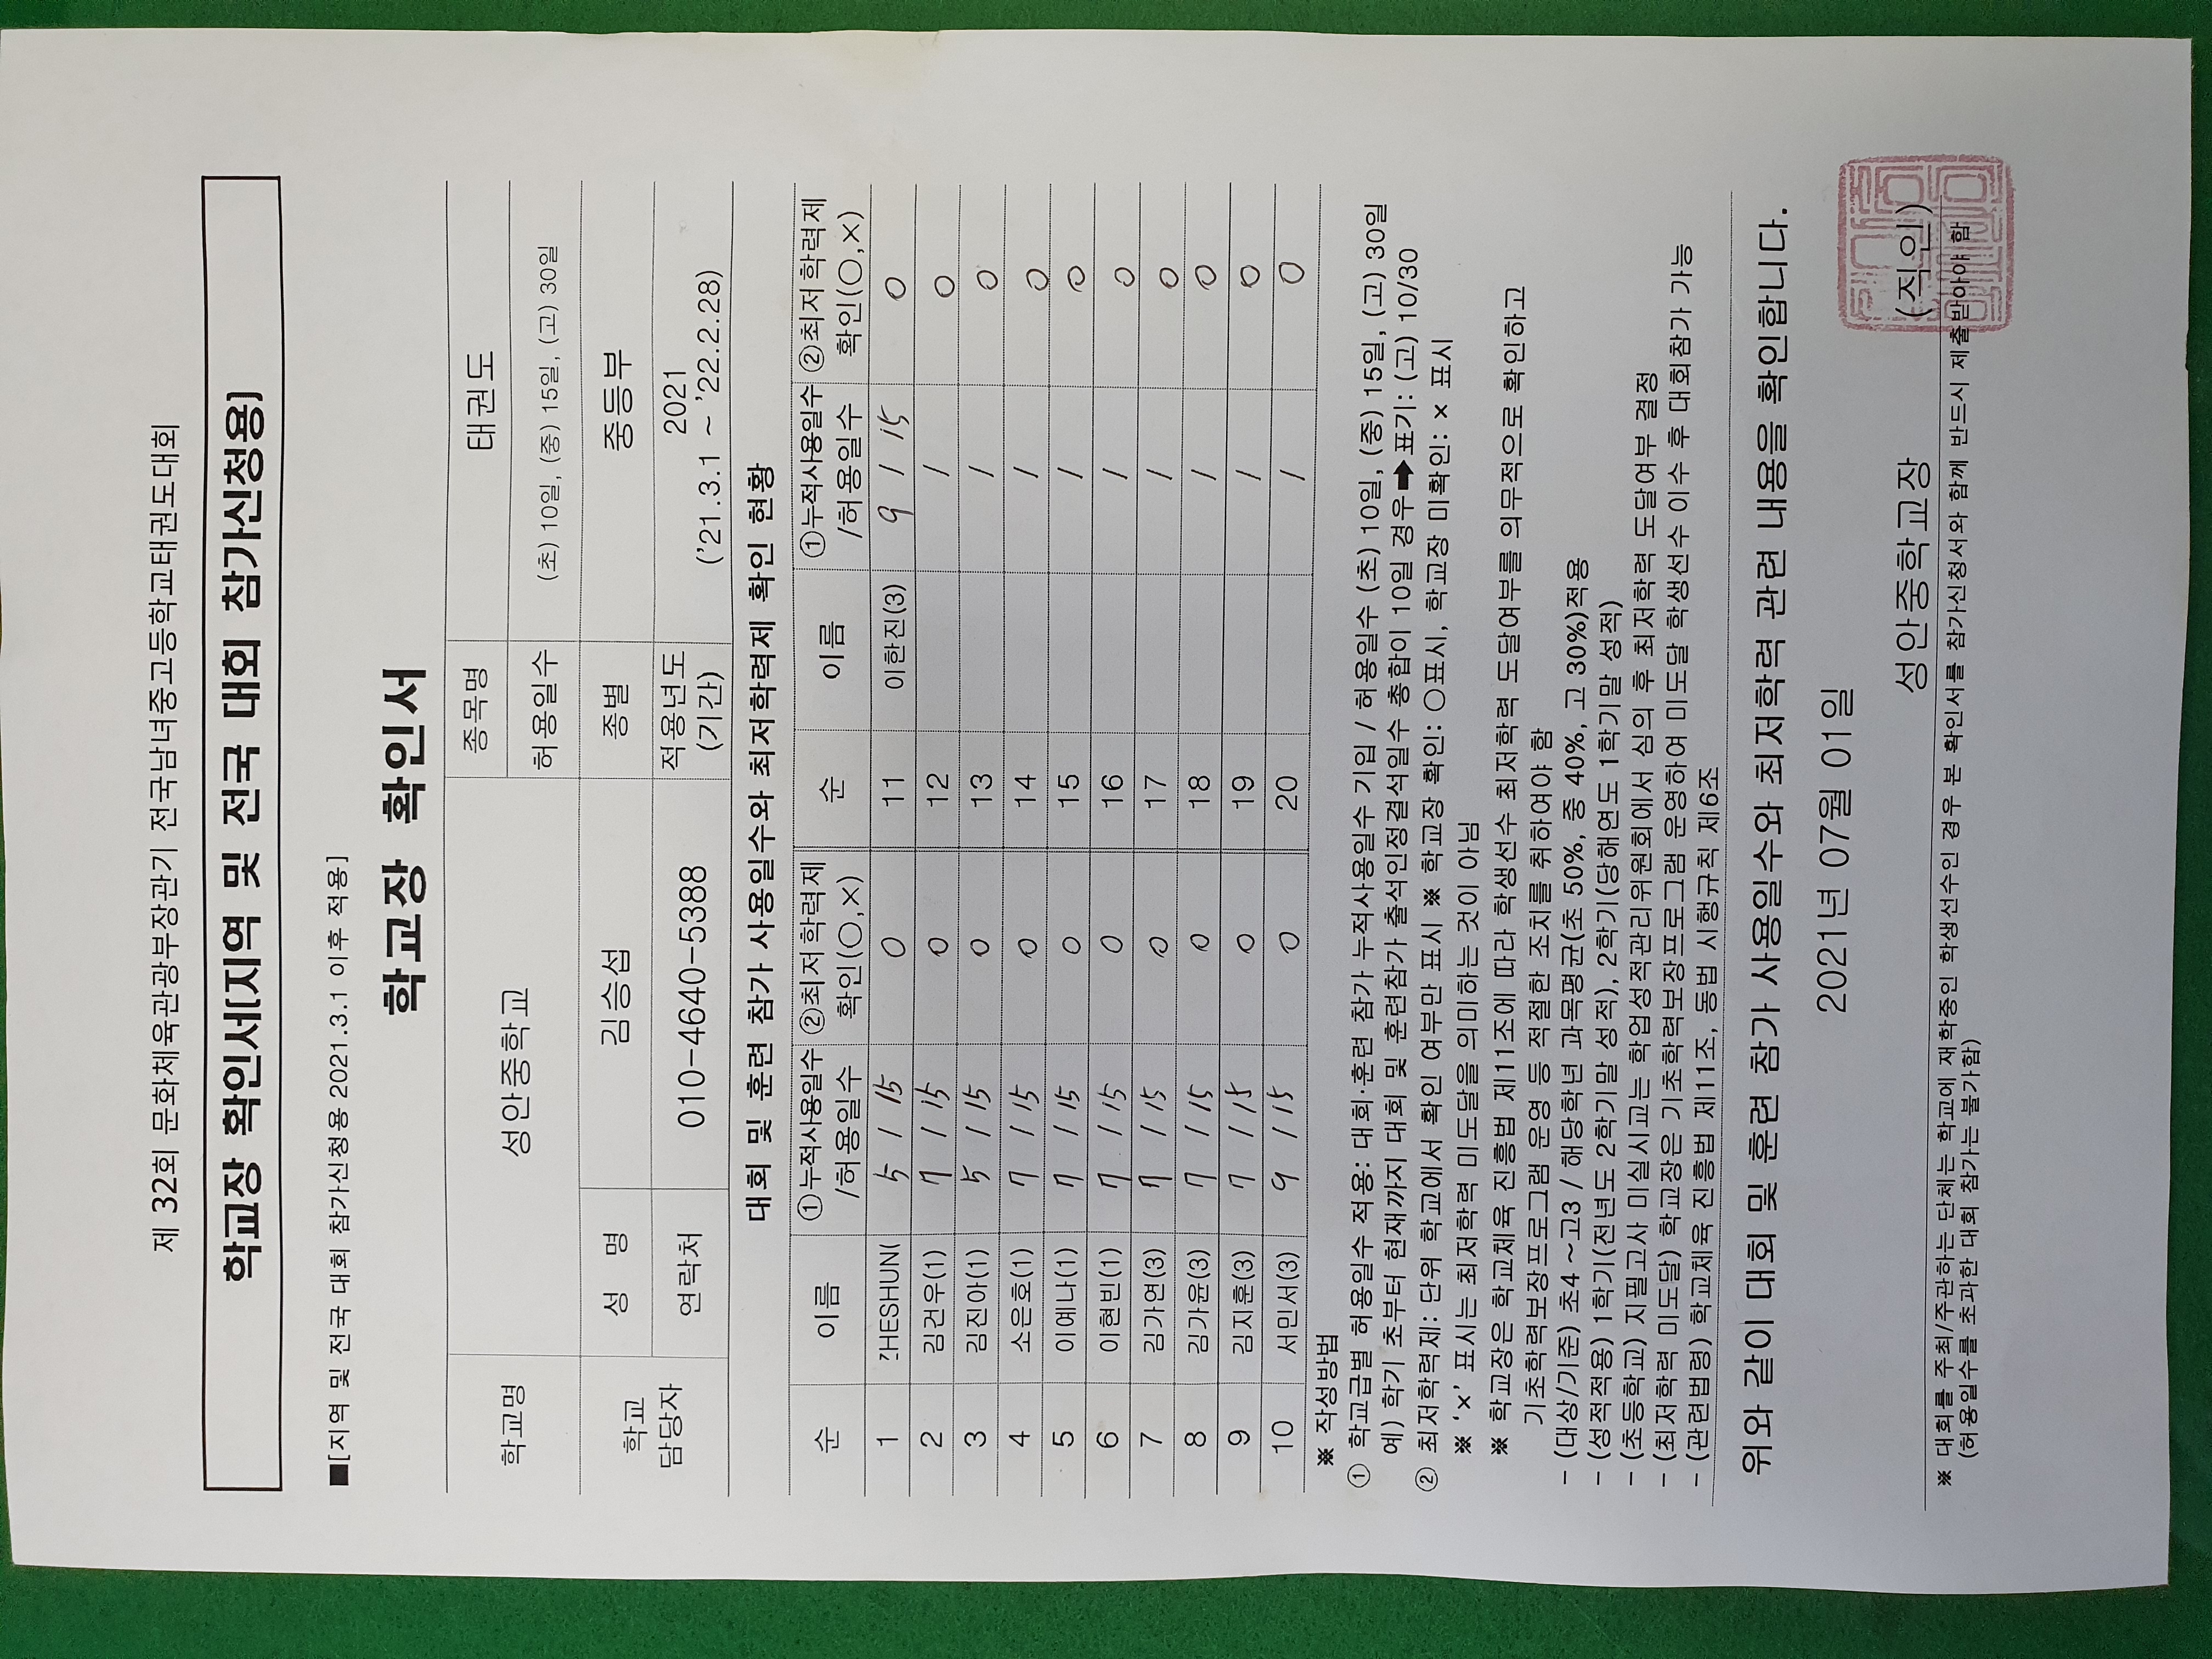 제 32회 문화체육관광부장관기 전국남녀중고등학교태권도대회
학교장 확인서[지역 및 전국 대회 참가신청용]
■[지역 및 전국 대회 참가신청용 2021.3.1 이후 적용]
학교장 확인서
학교명 성안중학교 종목명 태권도
허용일수 (초) 10일, (중) 15일, (고) 30일
학교 담당자 성 명 김승섭 종별 중등부
연락처 010-4640-5388 적용년도 (기간) 2021 ('21.3.1 ~ '22.2.28)
대회 및 훈련 참가 사용일수와 최저학력제 확인 현황
순 이름 ①누적사용일수 /허용일수 ②최저학력제 확인(○,×) 순 이름 ①누적사용일수 /허용일수 ②최저학력제 확인(○,×)
1 HESHUN( 5 / 15 ○ 11 이한진(3) 9 / 15 ○
2 김건우(1) 7 / 15 ○ 12 / ○
3 김진아(1) 5 / 15 ○ 13 / ○
4 소은호(1) 7 / 15 ○ 14 / ○
5 이예나(1) 7 / 15 ○ 15 / ○
6 이현빈(1) 7 / 15 ○ 16 / ○
7 김가연(3) 7 / 15 ○ 17 / ○
8 김가윤(3) 7 / 15 ○ 18 / ○
9 김지훈(3) 7 / 15 ○ 19 / ○
10 서민서(3) 9 / 15 ○ 20 / ○
※ 작성방법
① 학교급별 허용일수 적용: 대회·훈련 참가 누적사용일수 기입 / 허용일수 (초) 10일, (중) 15일, (고) 30일
예) 학기 초부터 현재까지 대회 및 훈련참가 출석인정결석일수 총합이 10일 경우➡표기: (고) 10/30
② 최저학력제: 단위 학교에서 확인 여부만 표시 ※ 학교장 확인: ○표시, 학교장 미확인: × 표시
※ '×' 표시는 최저학력 미도달을 의미하는 것이 아님
※ 학교장은 학교체육 진흥법 제11조에 따라 학생선수 최저학력 도달여부를 의무적으로 확인하고
기초학력보장프로그램 운영 등 적절한 조치를 취하여야 함
- (대상/기준) 초4 ~ 고3 / 해당학년 과목평균(초 50%, 중 40%, 고 30%)적용
- (성적적용) 1학기(전년도 2학기말 성적), 2학기(당해연도 1학기말 성적)
- (초등학교) 지필고사 미실시교는 학업성적관리위원회에서 심의 후 최저학력 도달여부 결정
- (최저학력 미도달) 학교장은 기초학력보장프로그램 운영하여 미도달 학생선수 이수 후 대회참가 가능
- (관련법령) 학교체육 진흥법 제11조, 동법 시행규칙 제6조
위와 같이 대회 및 훈련 참가 사용일수와 최저학력 관련 내용을 확인합니다.
2021년 07월 01일
성안중학교장 (직인)
※ 대회를 주최/주관하는 단체는 학교에 재학중인 학생선수인 경우 본 확인서를 참가신청서와 함께 반드시 제출받아야 함
(허용일수를 초과한 대회 참가는 불가함)